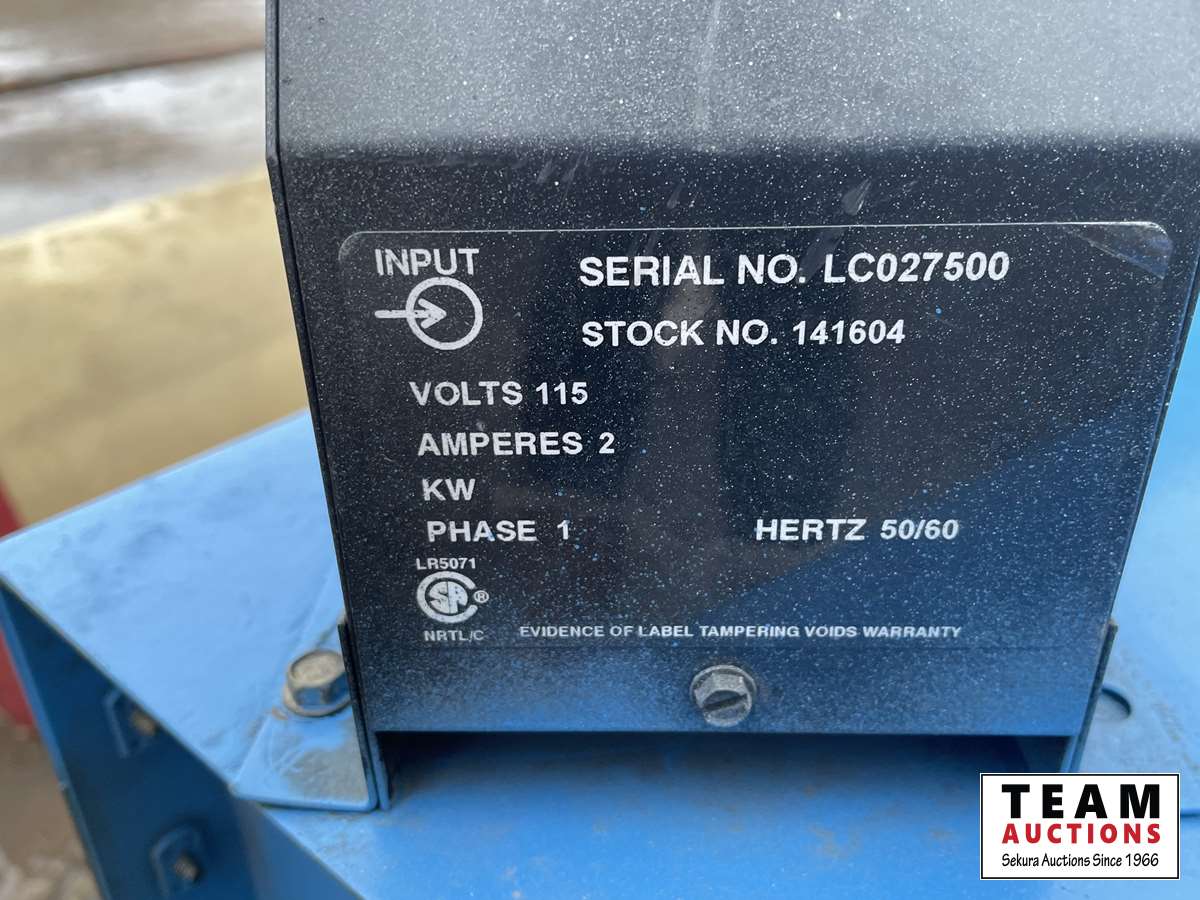 INPUT
SERIAL NO. LC027500
STOCK NO. 141604
VOLTS 115
AMPERES 2
KW
PHASE 1 HERTZ 50/60
LR5071
SA ®
NRTL/C
EVIDENCE OF LABEL TAMPERING VOIDS WARRANTY
TEAM
AUCTIONS
Sekura Auctions Since 1966